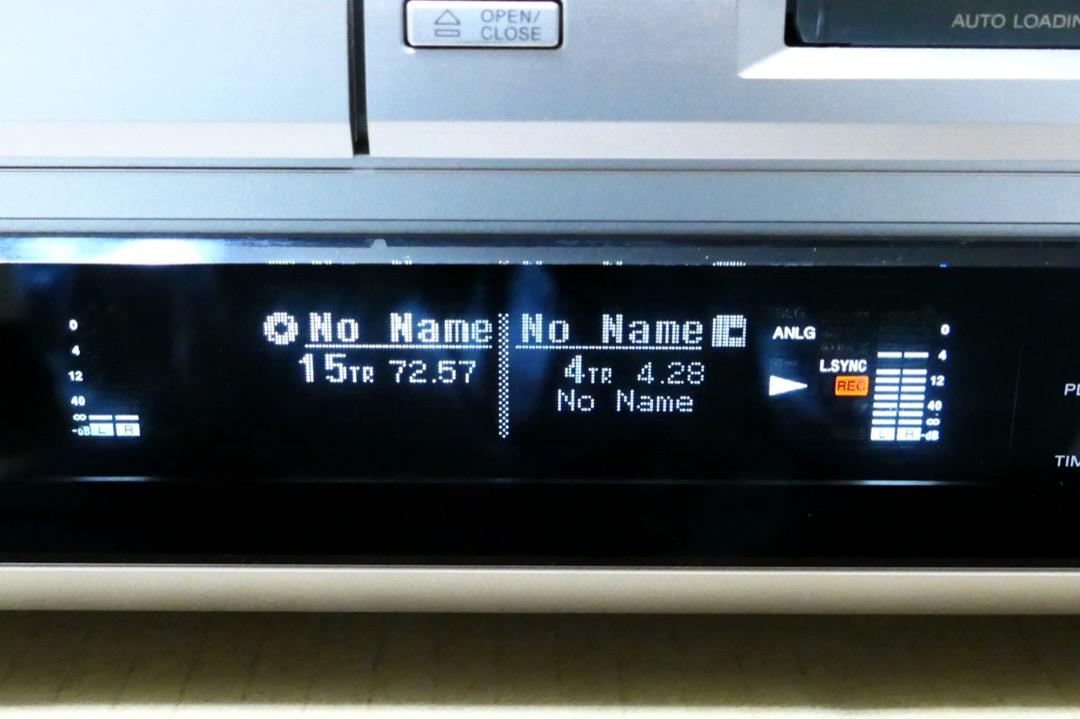 OPEN/
CLOSE
AUTO LOADIN
No Name
15TR 72.57
No Name
4TR 4.28
No Name
ANLG
L.SYNC
REC
0
4
12
40
∞
-dB L R
0
4
12
40
∞
L R -dB
TIM